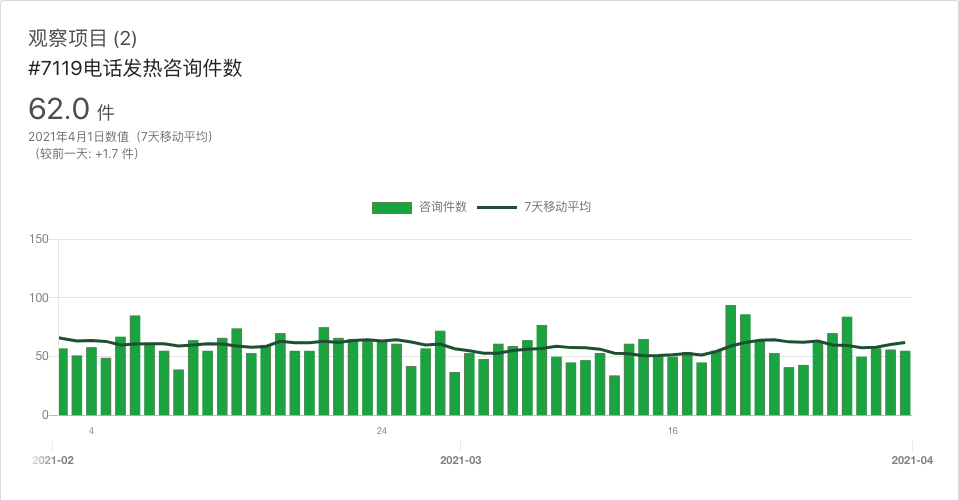 观察项目 (2)
#7119电话发热咨询件数
62.0 件
2021年4月1日数值（7天移动平均）
（较前一天: +1.7 件）
咨询件数 7天移动平均
150
100
50
0
4 24 16
2021-02 2021-03 2021-04